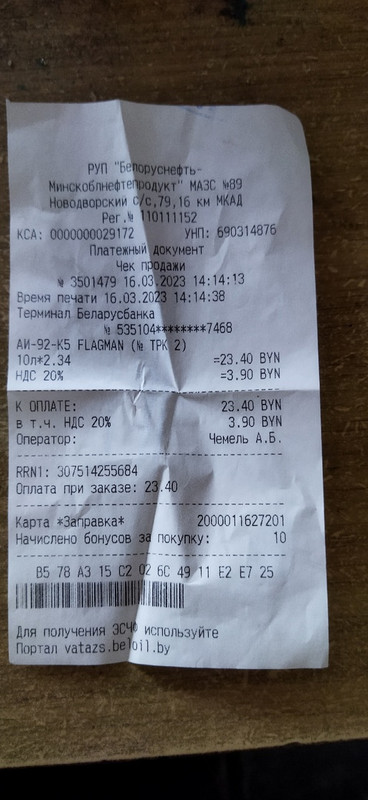 РУП "Белоруснефть-
Минскоблнефтепродукт" МАЗС №89
Новодворский с/с,79,16 км МКАД
Рег.№ 110111152
КСА: 0000000029172 УНП: 690314876
Платежный документ
Чек продажи
№ 3501479 16.03.2023 14:14:13
Время печати 16.03.2023 14:14:38
Терминал Беларусбанка
№ 535104********7468
АИ-92-К5 FLAGMAN (№ ТРК 2)
10л*2.34 =23.40 BYN
НДС 20% =3.90 BYN
К ОПЛАТЕ: 23.40 BYN
в т.ч. НДС 20% 3.90 BYN
Оператор: Чемель А.Б.
RRN1: 307514255684
Оплата при заказе: 23.40
Карта *Заправка* 2000011627201
Начислено бонусов за покупку: 10
B5 78 A3 15 C2 02 6C 49 11 E2 E7 25
Для получения ЭСЧФ используйте
Портал vatazs.beloil.by